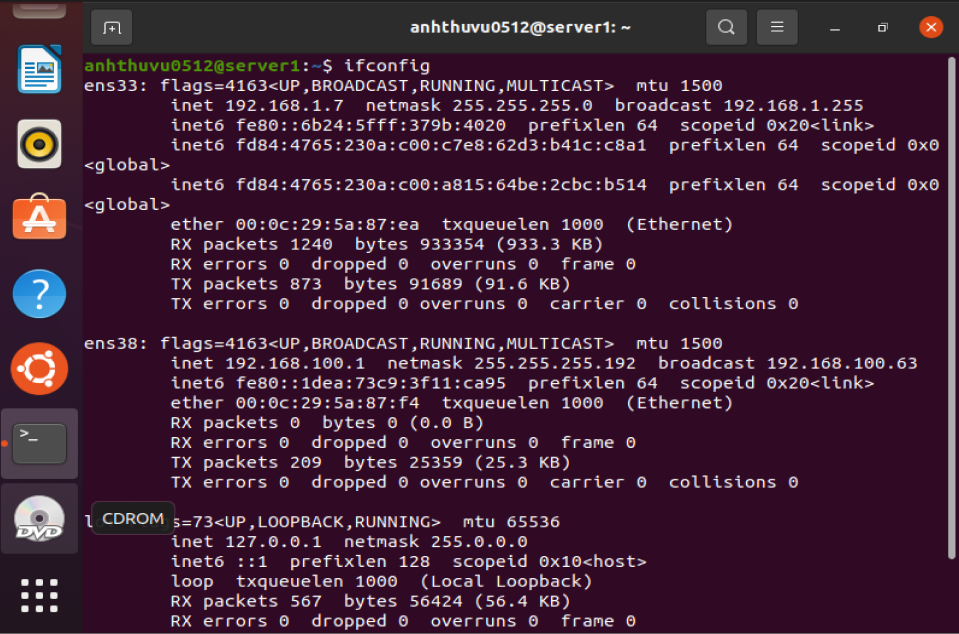 anhthuvu0512@server1: ~
anhthuvu0512@server1:~$ ifconfig
ens33: flags=4163<UP,BROADCAST,RUNNING,MULTICAST>  mtu 1500
        inet 192.168.1.7  netmask 255.255.255.0  broadcast 192.168.1.255
        inet6 fe80::6b24:5fff:379b:4020  prefixlen 64  scopeid 0x20<link>
        inet6 fd84:4765:230a:c00:c7e8:62d3:b41c:c8a1  prefixlen 64  scopeid 0x0
<global>
        inet6 fd84:4765:230a:c00:a815:64be:2cbc:b514  prefixlen 64  scopeid 0x0
<global>
        ether 00:0c:29:5a:87:ea  txqueuelen 1000  (Ethernet)
        RX packets 1240  bytes 933354 (933.3 KB)
        RX errors 0  dropped 0  overruns 0  frame 0
        TX packets 873  bytes 91689 (91.6 KB)
        TX errors 0  dropped 0 overruns 0  carrier 0  collisions 0
ens38: flags=4163<UP,BROADCAST,RUNNING,MULTICAST>  mtu 1500
        inet 192.168.100.1  netmask 255.255.255.192  broadcast 192.168.100.63
        inet6 fe80::1dea:73c9:3f11:ca95  prefixlen 64  scopeid 0x20<link>
        ether 00:0c:29:5a:87:f4  txqueuelen 1000  (Ethernet)
        RX packets 0  bytes 0 (0.0 B)
        RX errors 0  dropped 0  overruns 0  frame 0
        TX packets 209  bytes 25359 (25.3 KB)
        TX errors 0  dropped 0 overruns 0  carrier 0  collisions 0
CDROM
s=73<UP,LOOPBACK,RUNNING>  mtu 65536
        inet 127.0.0.1  netmask 255.0.0.0
        inet6 ::1  prefixlen 128  scopeid 0x10<host>
        loop  txqueuelen 1000  (Local Loopback)
        RX packets 567  bytes 56424 (56.4 KB)
        RX errors 0  dropped 0  overruns 0  frame 0
A
?
>_
DVD